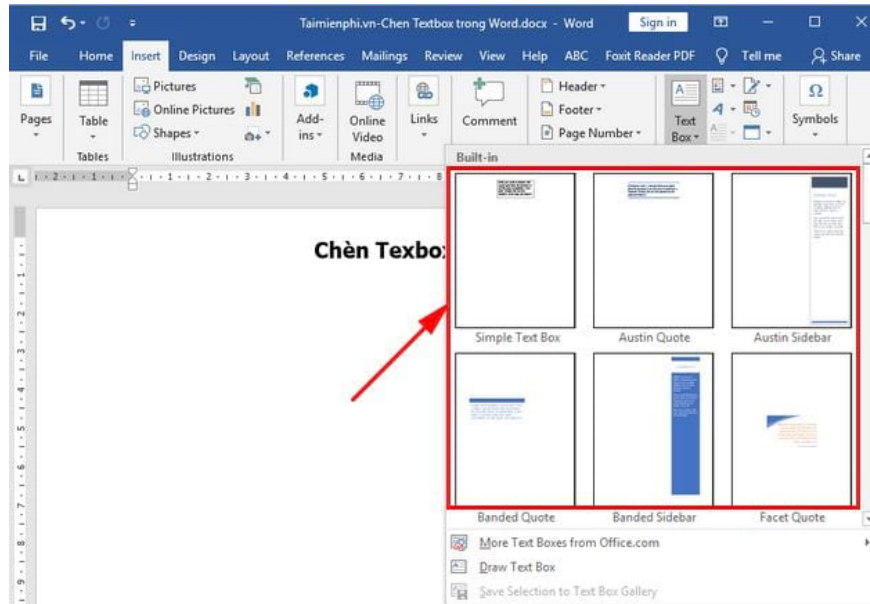 Taimienphi.vn-Chen Textbox trong Word.docx - Word Sign in
File Home Insert Design Layout References Mailings Review View Help ABC Foxit Reader PDF Tell me Share
Pages
Table
Tables
Pictures
Online Pictures
Shapes
Illustrations
Add-ins
Online Video
Media
Links
Comment
Header
Footer
Page Number
Text Box
Symbols
Built-in
Chèn Texbo
Simple Text Box Austin Quote Austin Sidebar
Banded Quote Banded Sidebar Facet Quote
More Text Boxes from Office.com
Draw Text Box
Save Selection to Text Box Gallery